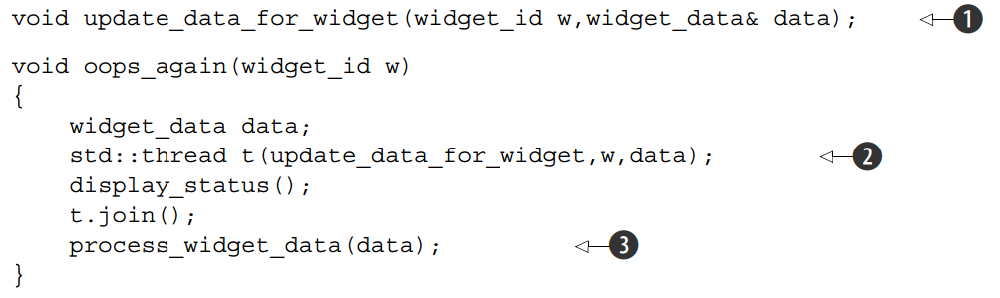 void update_data_for_widget(widget_id w,widget_data& data); 1
void oops_again(widget_id w)
{
    widget_data data;
    std::thread t(update_data_for_widget,w,data); 2
    display_status();
    t.join();
    process_widget_data(data); 3
}